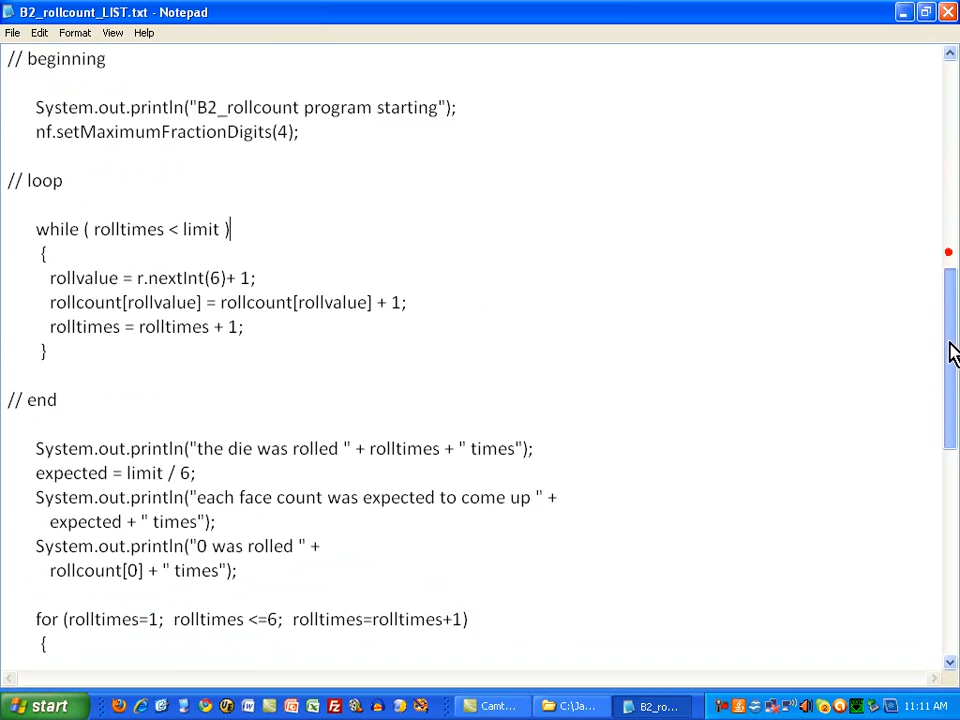 B2_rollcount_LIST.txt - Notepad
File Edit Format View Help
// beginning
System.out.println("B2_rollcount program starting");
nf.setMaximumFractionDigits(4);
// loop
while ( rolltimes < limit )
{
rollvalue = r.nextInt(6)+ 1;
rollcount[rollvalue] = rollcount[rollvalue] + 1;
rolltimes = rolltimes + 1;
}
// end
System.out.println("the die was rolled " + rolltimes + " times");
expected = limit / 6;
System.out.println("each face count was expected to come up " +
expected + " times");
System.out.println("0 was rolled " +
rollcount[0] + " times");
for (rolltimes=1;  rolltimes <=6;  rolltimes=rolltimes+1)
{
start Camt... C:\Ja... B2_ro... 11:11 AM